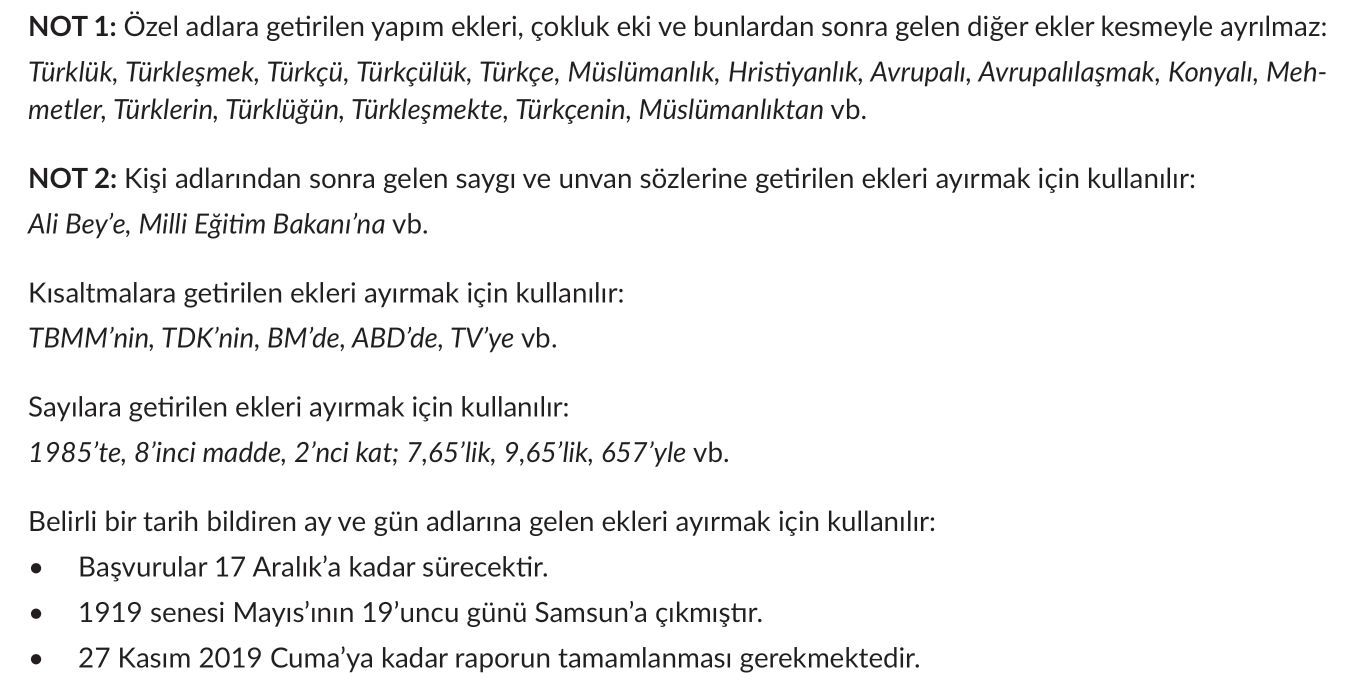 NOT 1: Özel adlara getirilen yapım ekleri, çokluk eki ve bunlardan sonra gelen diğer ekler kesmeyle ayrılmaz:
Türklük, Türkleşmek, Türkçü, Türkçülük, Türkçe, Müslümanlık, Hristiyanlık, Avrupalı, Avrupalılaşmak, Konyalı, Meh-
metler, Türklerin, Türklüğün, Türkleşmekte, Türkçenin, Müslümanlıktan vb.
NOT 2: Kişi adlarından sonra gelen saygı ve unvan sözlerine getirilen ekleri ayırmak için kullanılır:
Ali Bey’e, Milli Eğitim Bakanı’na vb.
Kısaltmalara getirilen ekleri ayırmak için kullanılır:
TBMM’nin, TDK’nin, BM’de, ABD’de, TV’ye vb.
Sayılara getirilen ekleri ayırmak için kullanılır:
1985’te, 8’inci madde, 2’nci kat; 7,65’lik, 9,65’lik, 657’yle vb.
Belirli bir tarih bildiren ay ve gün adlarına gelen ekleri ayırmak için kullanılır:
• Başvurular 17 Aralık’a kadar sürecektir.
• 1919 senesi Mayıs’ının 19’uncu günü Samsun’a çıkmıştır.
• 27 Kasım 2019 Cuma’ya kadar raporun tamamlanması gerekmektedir.